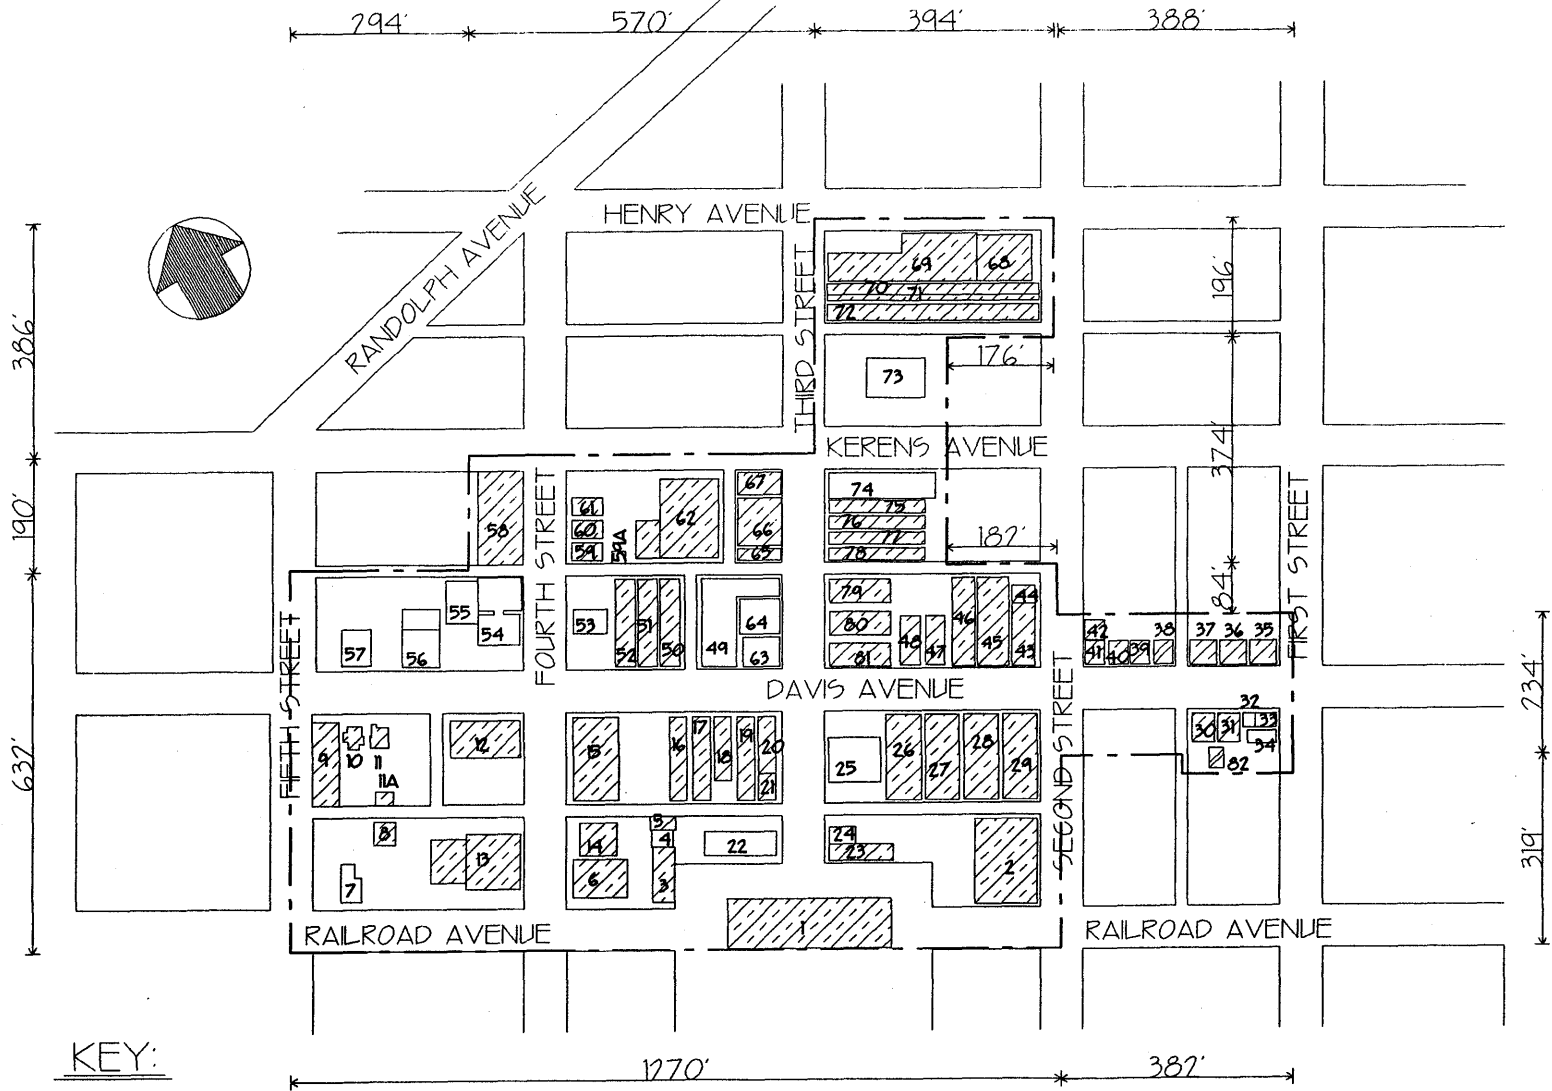 294' 570' 394' 388'
HENRY AVENUE
RANDOLPH AVENUE
THIRD STREET
69 68
70 71
72
196'
386'
176'
73
KERENS AVENUE
374'
190'
58
FOURTH STREET
61
60
59
59A
62
67
66
65
74
75
76
77
78
182'
FIRST STREET
84'
57 56 55 54
53 52 51 50
49 64
63
79
80
81
48 47 46 45 44
43
42
41 40 39 38
37 36 35
FIFTH STREET
DAVIS AVENUE
SECOND STREET
234'
632'
9 10 11
11A
12
15 16 17 18 19 20
21
25 26 27 28 29
30 31 32 33
34
82
319'
8
7
13
14
6
5
4
3
22
24
23
2
1
RAILROAD AVENUE
RAILROAD AVENUE
KEY:
1270' 382'